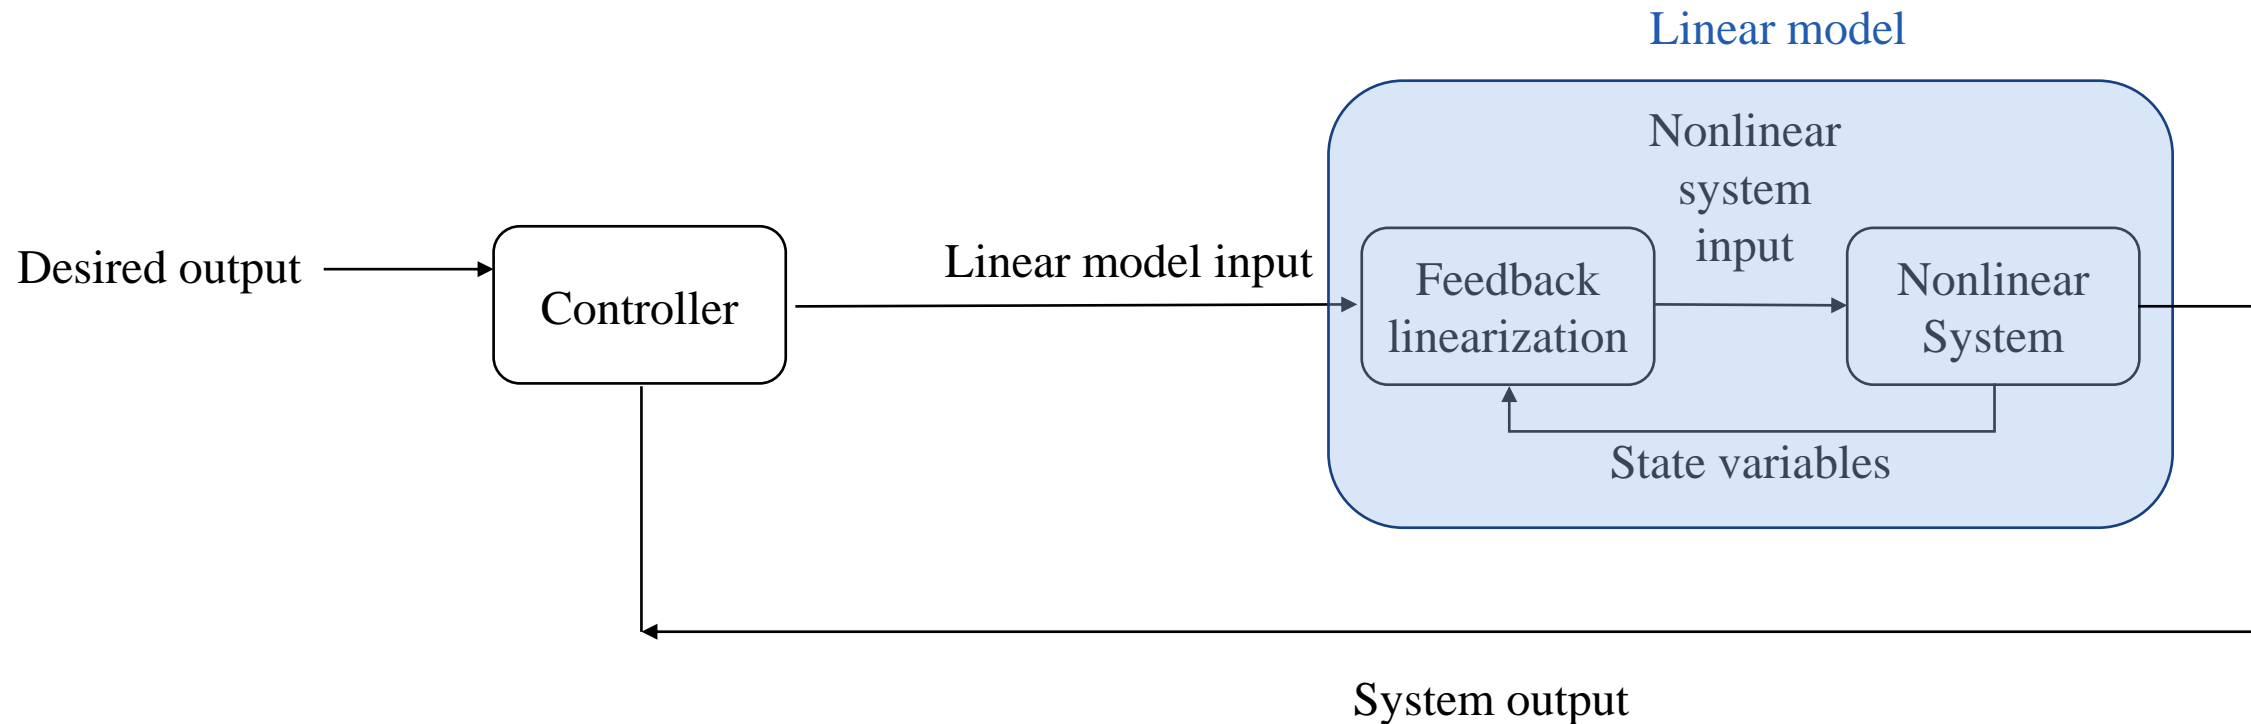 Linear model
Nonlinear
system
input
Desired output
Controller
Linear model input
Feedback
linearization
Nonlinear
System
State variables
System output